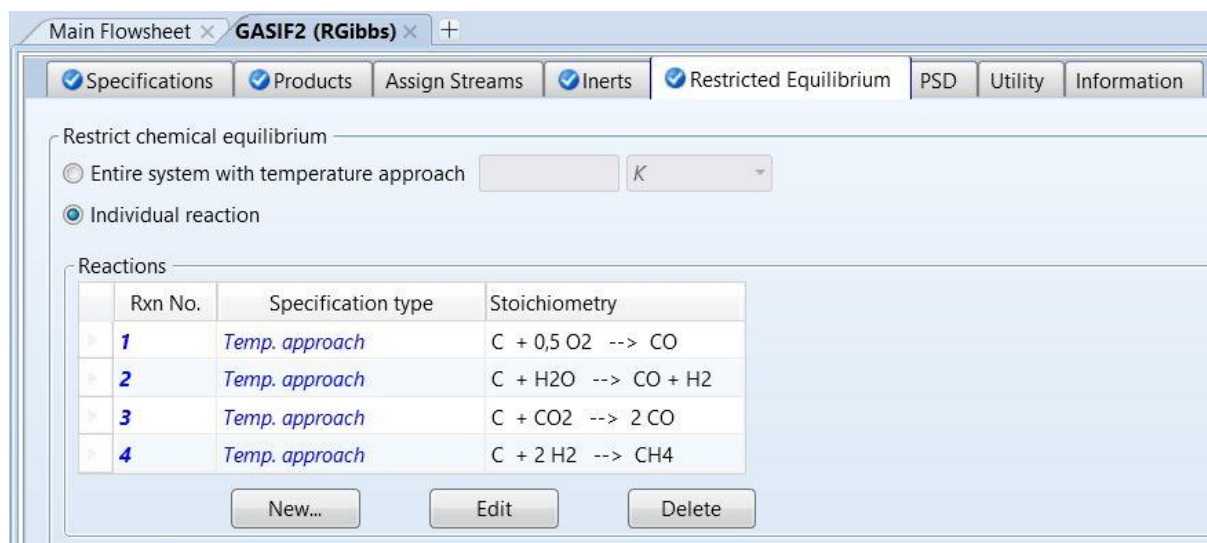 Main Flowsheet × GASIF2 (RGibbs) × +
Specifications Products Assign Streams Inerts Restricted Equilibrium PSD Utility Information
Restrict chemical equilibrium
Entire system with temperature approach K
Individual reaction
Reactions
Rxn No. Specification type Stoichiometry
1 Temp. approach C + 0,5 O2 --> CO
2 Temp. approach C + H2O --> CO + H2
3 Temp. approach C + CO2 --> 2 CO
4 Temp. approach C + 2 H2 --> CH4
New... Edit Delete